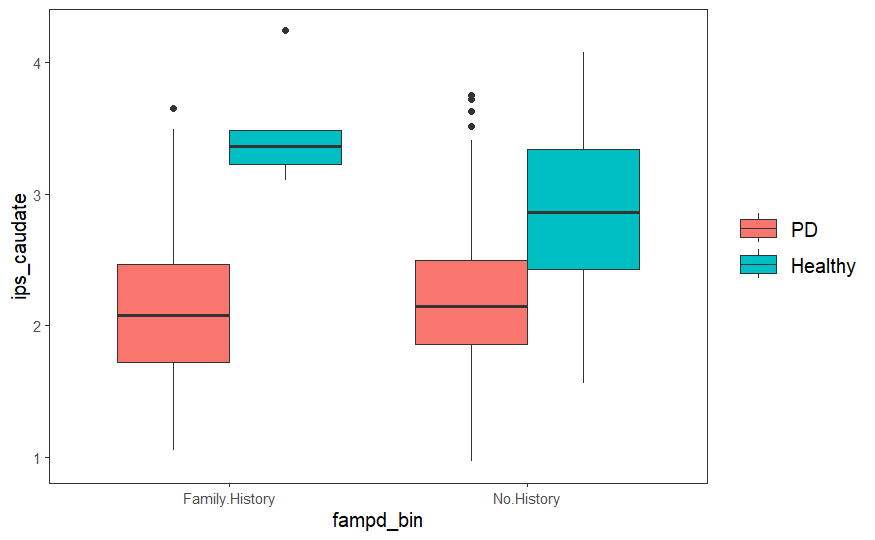 4
3
2
1
ips_caudate
Family.History
No.History
fampd_bin
PD
Healthy